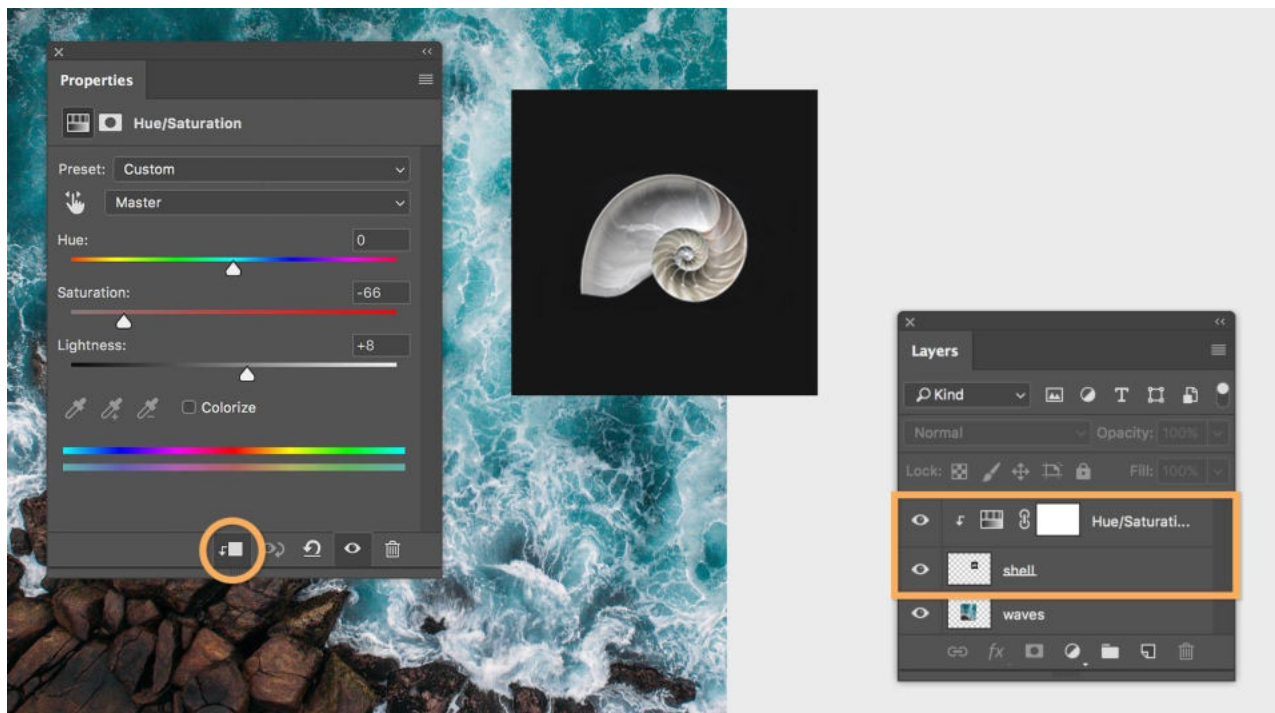 Properties
Hue/Saturation
Preset: Custom
Master
Hue: 0
Saturation: -66
Lightness: +8
Colorize
Layers
Kind
Normal Opacity: 100%
Lock: Fill: 100%
Hue/Saturati...
shell
waves
fx